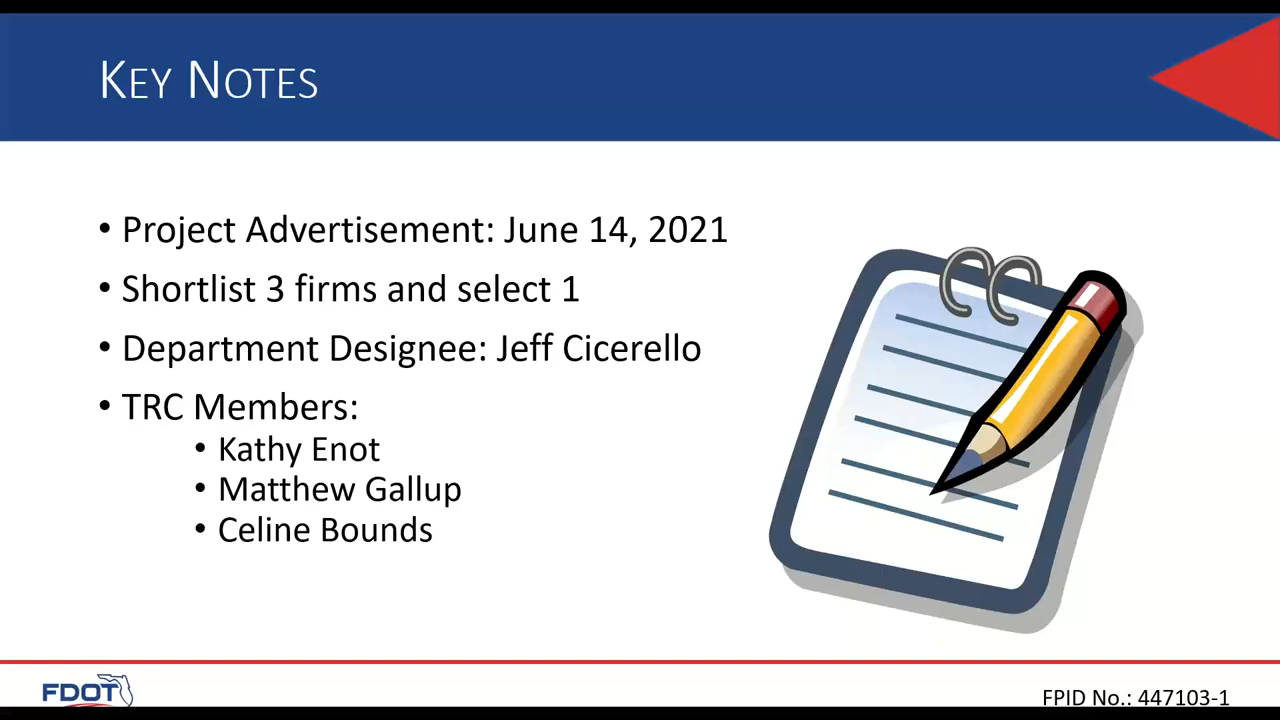 KEY NOTES
• Project Advertisement: June 14, 2021
• Shortlist 3 firms and select 1
• Department Designee: Jeff Cicerello
• TRC Members:
• Kathy Enot
• Matthew Gallup
• Celine Bounds
FDOT
FPID No.: 447103-1